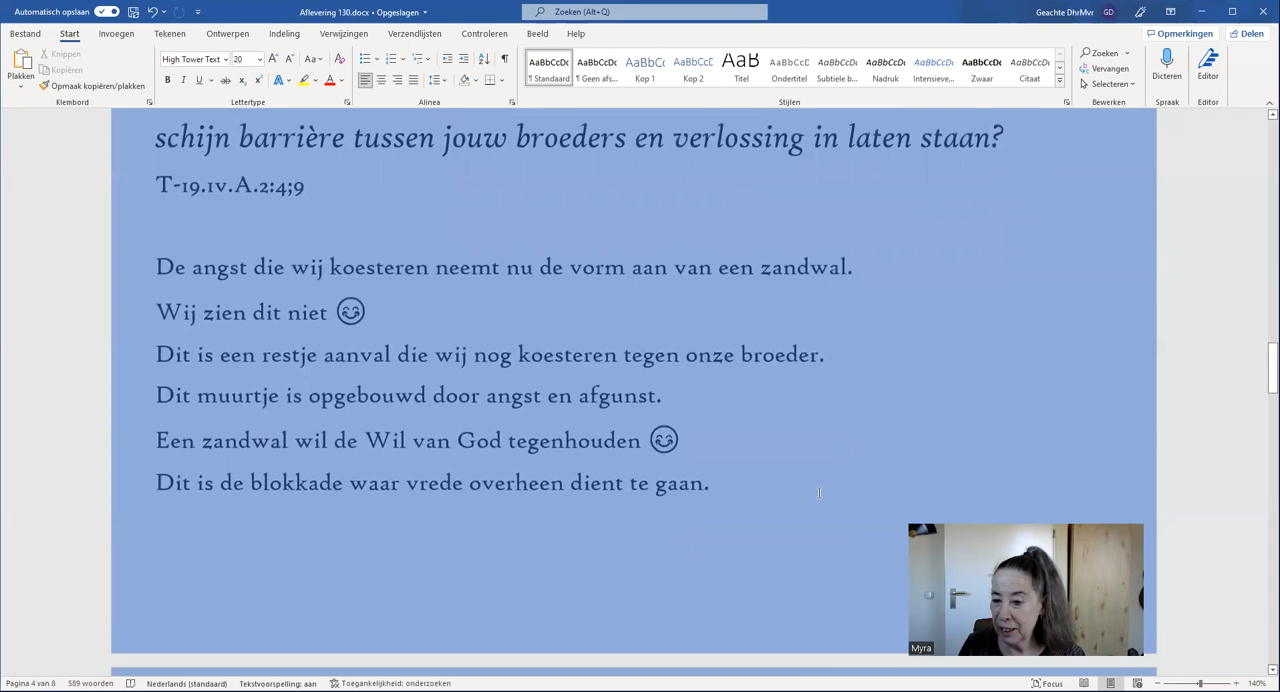 Automatisch opslaan
Aflevering 130.docx • Opgeslagen
Zoeken (Alt+Q)
Geachte DhrMvr GD
Bestand Start Invoegen Tekenen Ontwerpen Indeling Verwijzingen Verzendlijsten Controleren Beeld Help
Opmerkingen Delen
Plakken
Knippen
Kopiëren
Opmaak kopiëren/plakken
High Tower Text 20
AaBbCcDc AaBbCcDc AaBbCc AaBbCcC AaB AaBbCcD AaBbCcDa AaBbCcDa AaBbCcDa AaBbCcDc AaBbCcDa
¶ Standaard ¶ Geen afs... Kop 1 Kop 2 Titel Ondertitel Subtiele b... Nadruk Intensieve... Zwaar Citaat
Zoeken
Vervangen
Selecteren
Dicteren
Editor
Klembord Lettertype Alinea Stijlen Bewerken Spraak Editor
schijn barrière tussen jouw broeders en verlossing in laten staan?
T-19.iv.A.2:4;9
De angst die wij koesteren neemt nu de vorm aan van een zandwal.
Wij zien dit niet 😊
Dit is een restje aanval die wij nog koesteren tegen onze broeder.
Dit muurtje is opgebouwd door angst en afgunst.
Een zandwal wil de Wil van God tegenhouden 😊
Dit is de blokkade waar vrede overheen dient te gaan.
Myra
Pagina 4 van 8 589 woorden Nederlands (standaard) Tekstvoorspelling: aan Toegankelijkheid: onderzoeken Focus 140%